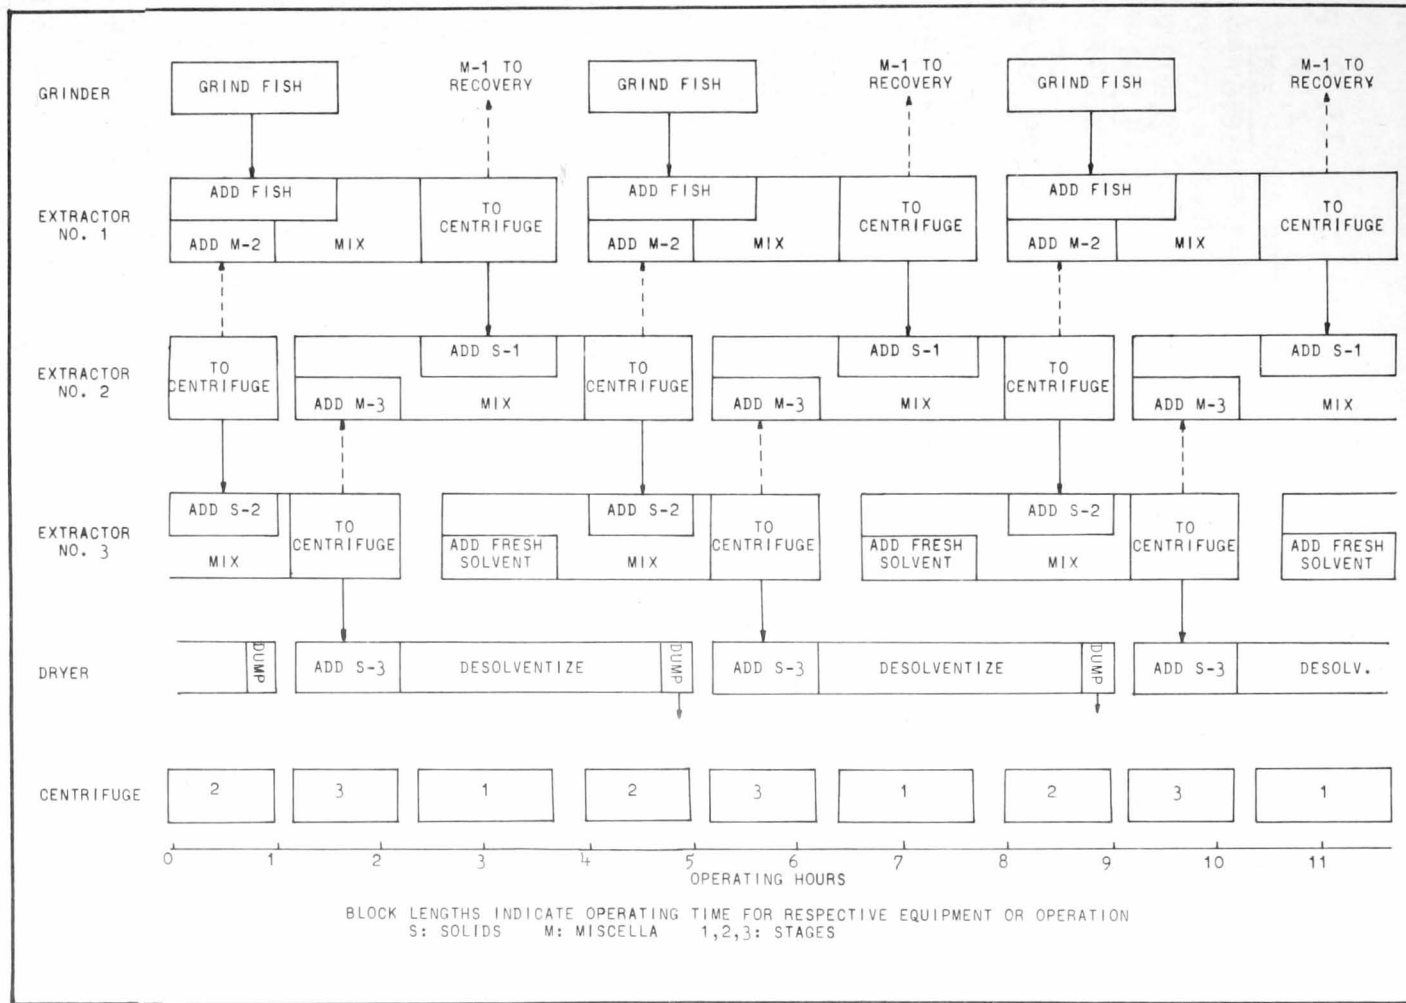 GRINDER
GRIND FISH
M-1 TO
RECOVERY
GRIND FISH
M-1 TO
RECOVERY
GRIND FISH
M-1 TO
RECOVERY
EXTRACTOR
NO. 1
ADD FISH
ADD M-2
MIX
TO
CENTRIFUGE
ADD FISH
ADD M-2
MIX
TO
CENTRIFUGE
ADD FISH
ADD M-2
MIX
TO
CENTRIFUGE
EXTRACTOR
NO. 2
TO
CENTRIFUGE
ADD S-1
ADD M-3
MIX
TO
CENTRIFUGE
ADD S-1
ADD M-3
MIX
TO
CENTRIFUGE
ADD S-1
ADD M-3
MIX
EXTRACTOR
NO. 3
ADD S-2
MIX
TO
CENTRIFUGE
ADD FRESH
SOLVENT
ADD S-2
MIX
TO
CENTRIFUGE
ADD FRESH
SOLVENT
ADD S-2
MIX
TO
CENTRIFUGE
ADD FRESH
SOLVENT
DRYER
DUMP
ADD S-3
DESOLVENTIZE
DUMP
ADD S-3
DESOLVENTIZE
DUMP
ADD S-3
DESOLV.
CENTRIFUGE
2 3 1 2 3 1 2 3 1
0 1 2 3 4 5 6 7 8 9 10 11
OPERATING HOURS
BLOCK LENGTHS INDICATE OPERATING TIME FOR RESPECTIVE EQUIPMENT OR OPERATION
S: SOLIDS M: MISCELLA 1,2,3: STAGES